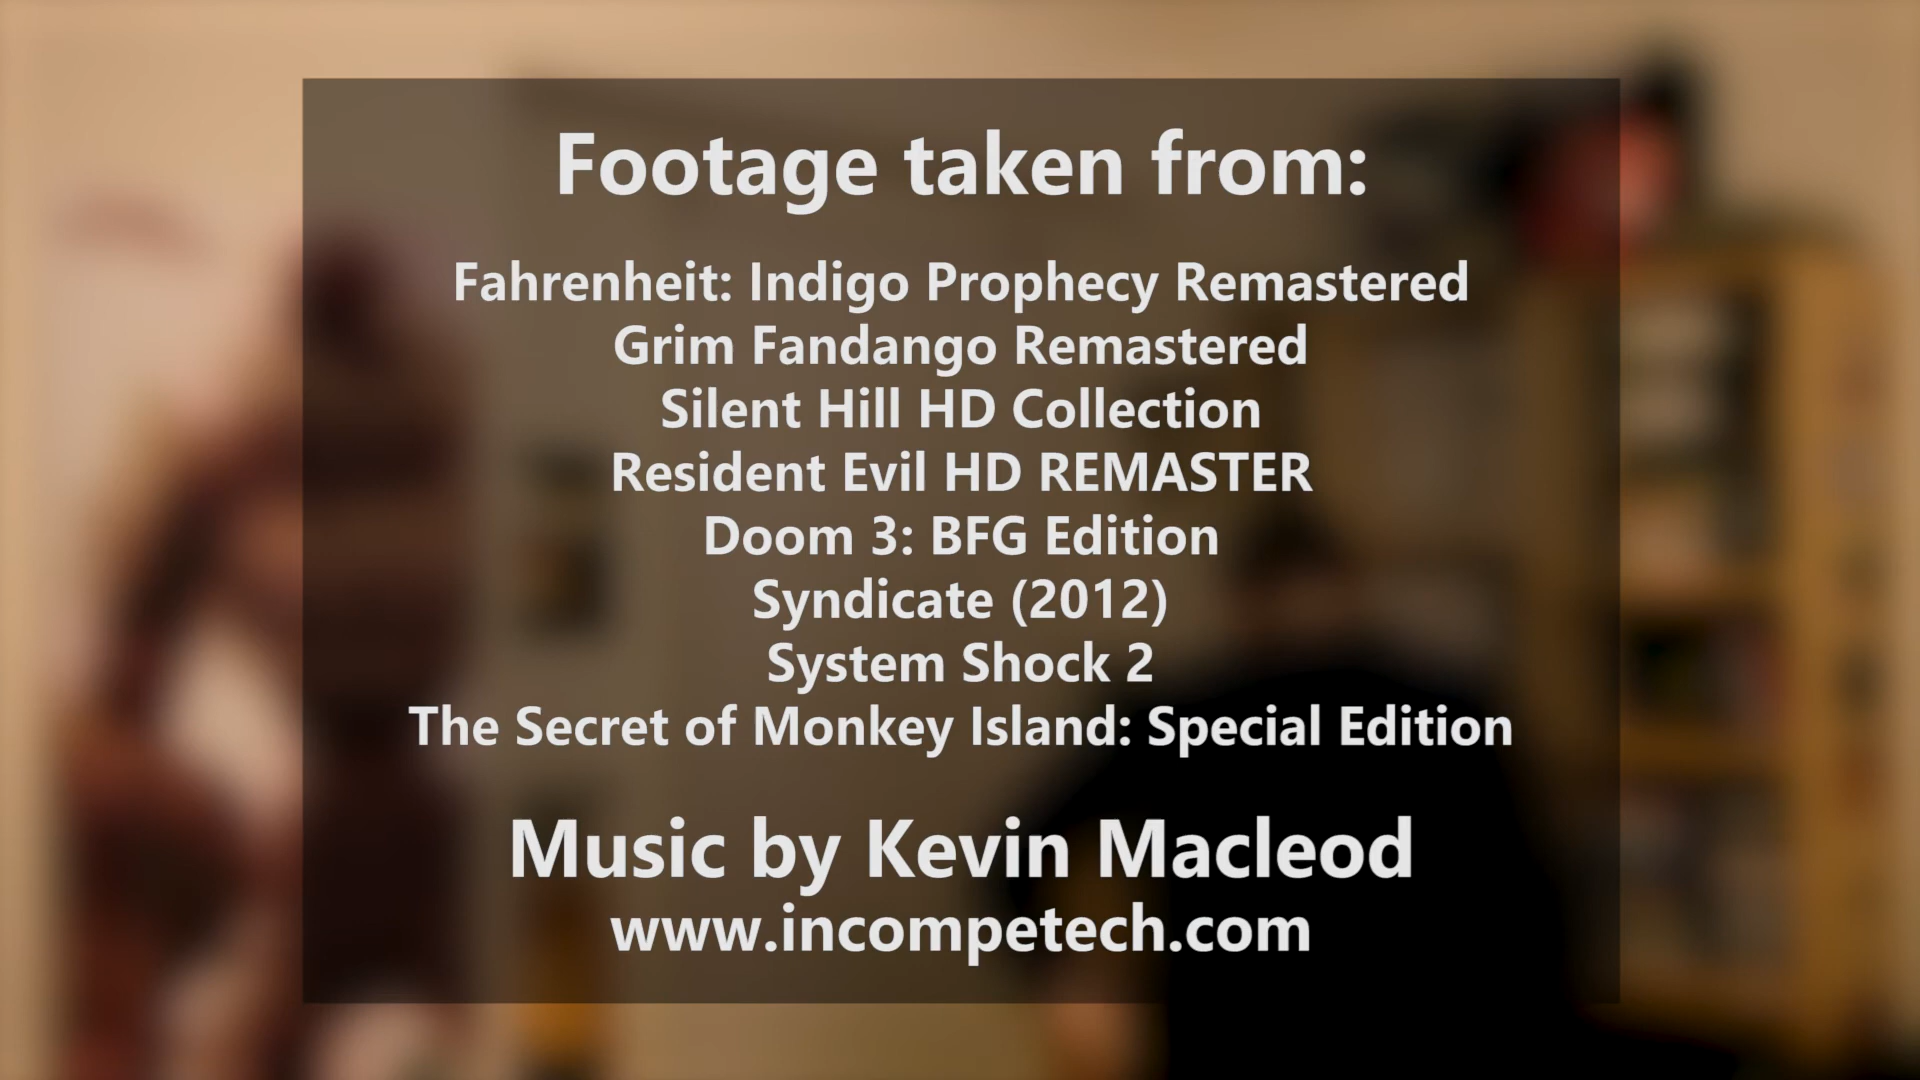 Footage taken from:
Fahrenheit: Indigo Prophecy Remastered
Grim Fandango Remastered
Silent Hill HD Collection
Resident Evil HD REMASTER
Doom 3: BFG Edition
Syndicate (2012)
System Shock 2
The Secret of Monkey Island: Special Edition
Music by Kevin Macleod
www.incompetech.com